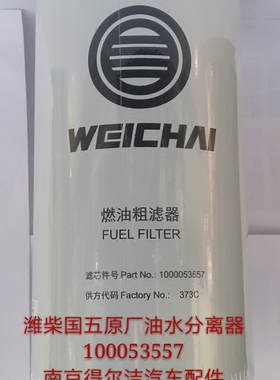 WEICHAI
燃油粗滤器
FUEL FILTER
滤芯件号 Part No.: 1000053557
供方代码 Factory No.: 373C
潍柴国五原厂油水分离器
1000053557
南京得尔洁汽车配件